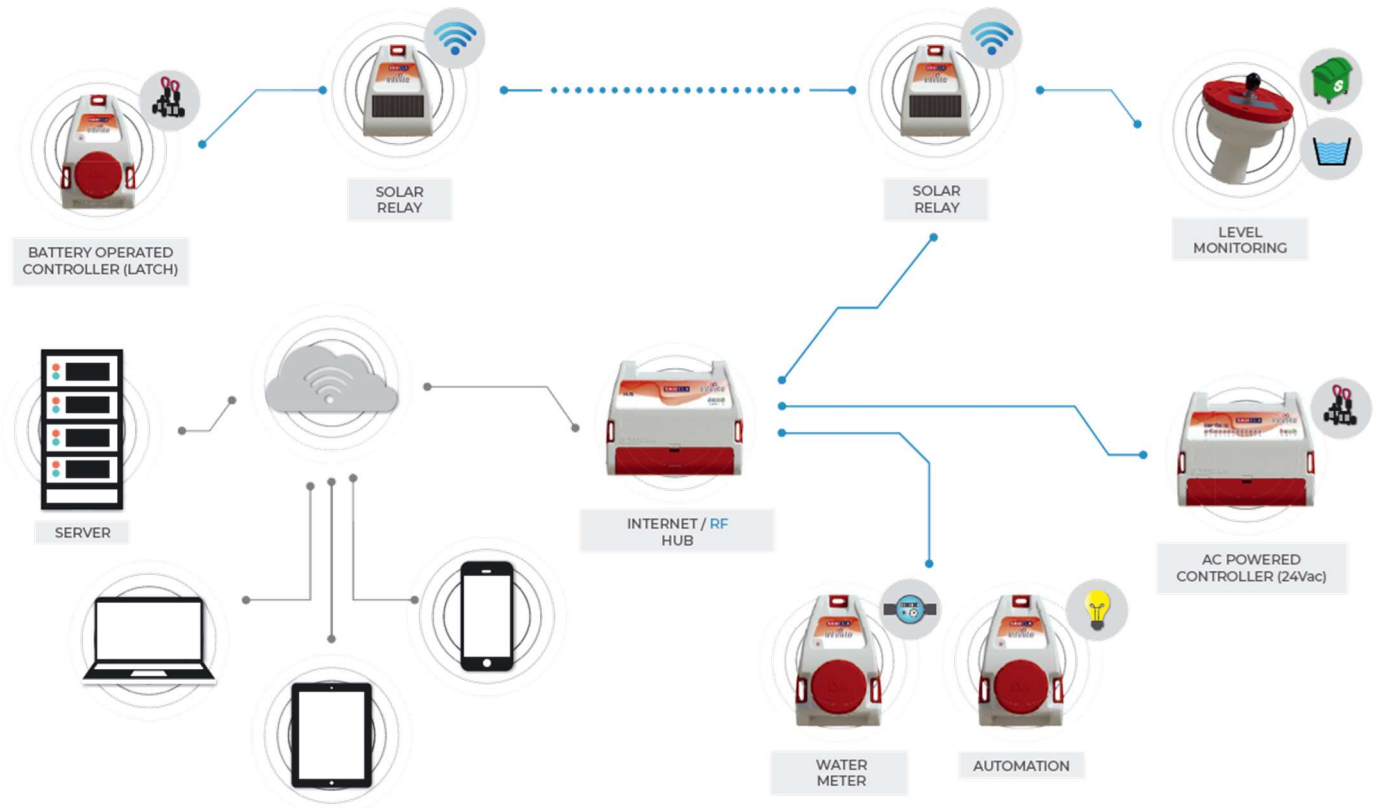 SOLAR
RELAY
SOLAR
RELAY
BATTERY OPERATED
CONTROLLER (LATCH)
LEVEL
MONITORING
S
SERVER
INTERNET / RF
HUB
AC POWERED
CONTROLLER (24Vac)
WATER
METER
AUTOMATION